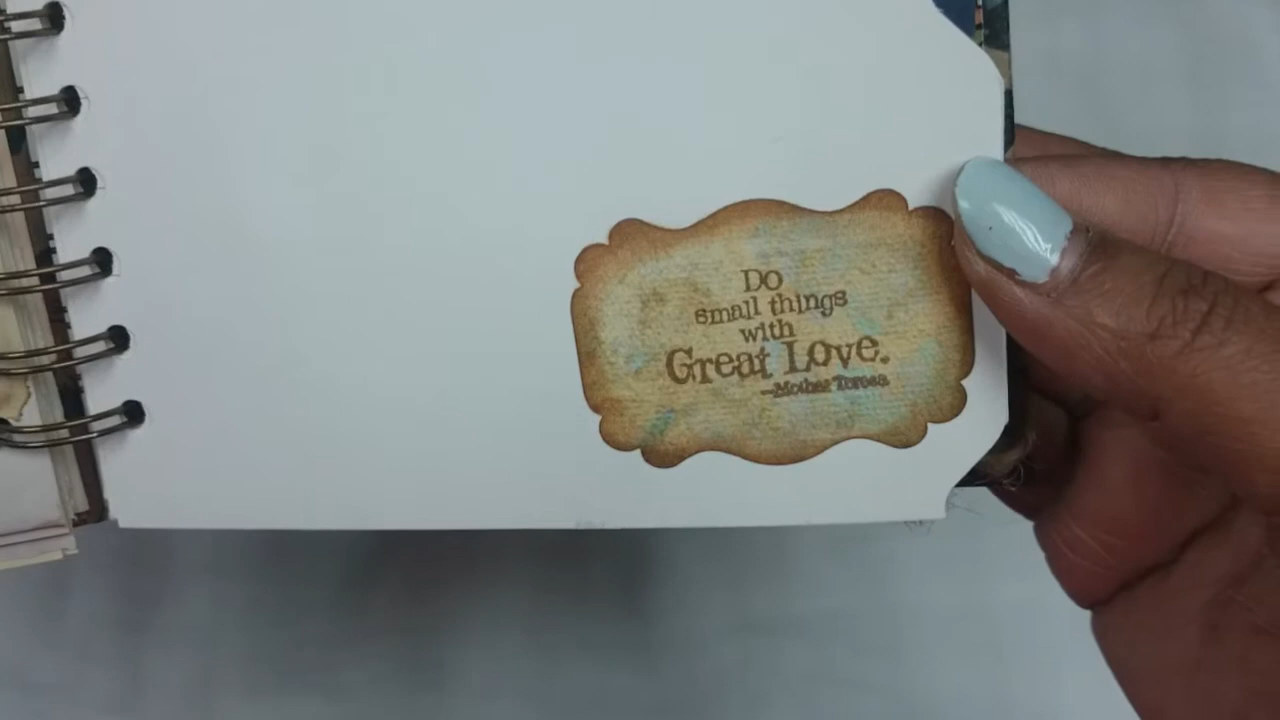 Do
small things
with
Great Love.
—Mother Teresa